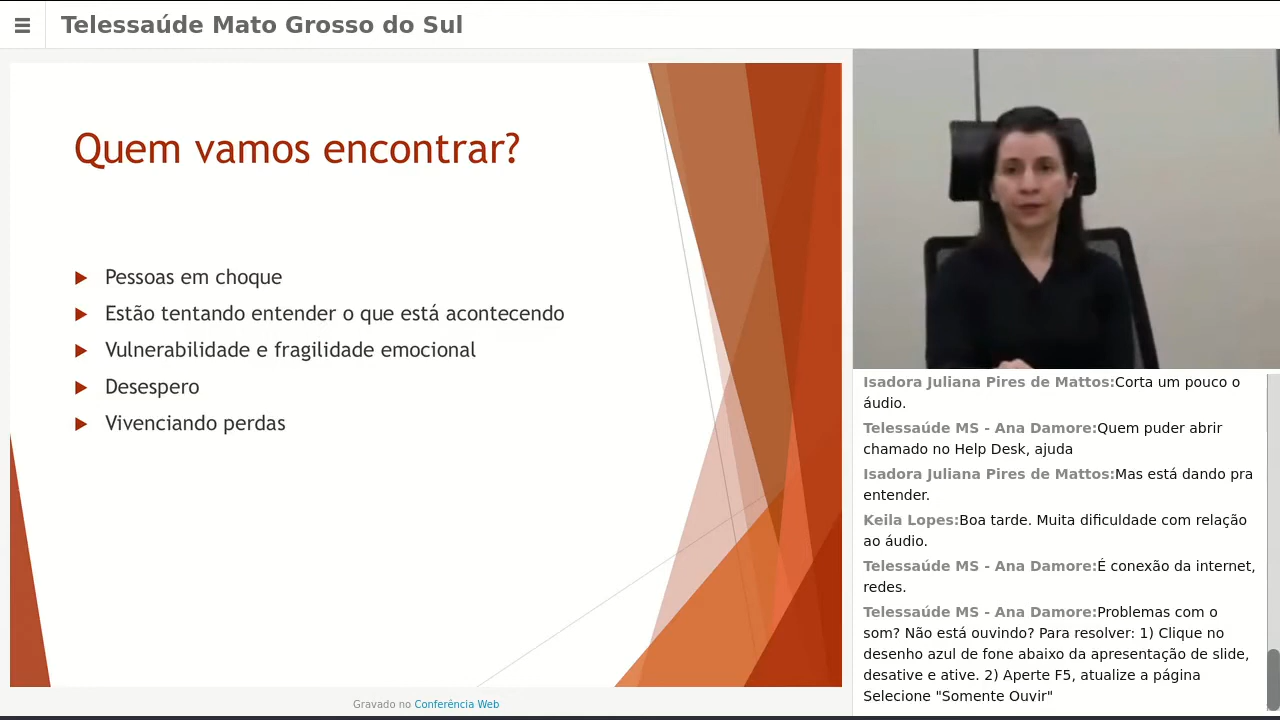 Telessaúde Mato Grosso do Sul
Quem vamos encontrar?
Pessoas em choque
Estão tentando entender o que está acontecendo
Vulnerabilidade e fragilidade emocional
Desespero
Vivenciando perdas
Isadora Juliana Pires de Mattos:Corta um pouco o
áudio.
Telessaúde MS - Ana Damore:Quem puder abrir
chamado no Help Desk, ajuda
Isadora Juliana Pires de Mattos:Mas está dando pra
entender.
Keila Lopes:Boa tarde. Muita dificuldade com relação
ao áudio.
Telessaúde MS - Ana Damore:É conexão da internet,
redes.
Telessaúde MS - Ana Damore:Problemas com o
som? Não está ouvindo? Para resolver: 1) Clique no
desenho azul de fone abaixo da apresentação de slide,
desative e ative. 2) Aperte F5, atualize a página
Selecione "Somente Ouvir"
Gravado no Conferência Web